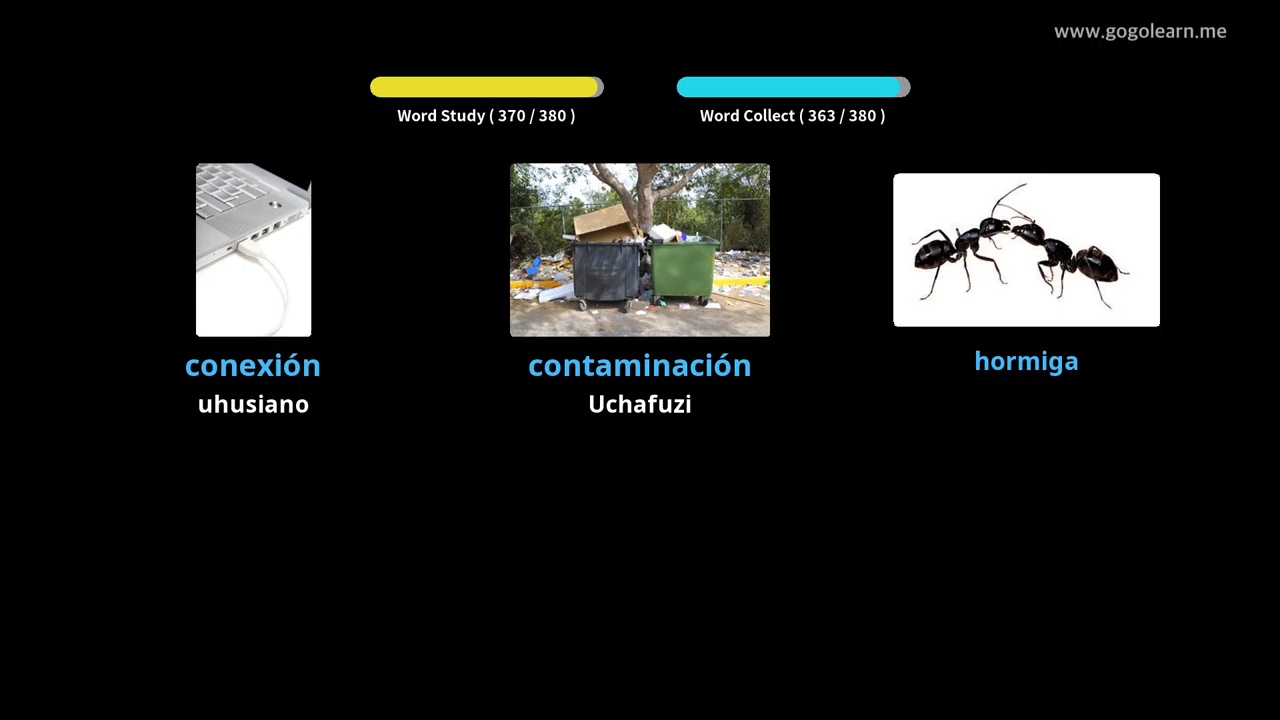 www.gogolearn.me
Word Study ( 370 / 380 )
Word Collect ( 363 / 380 )
conexión
uhusiano
contaminación
Uchafuzi
hormiga